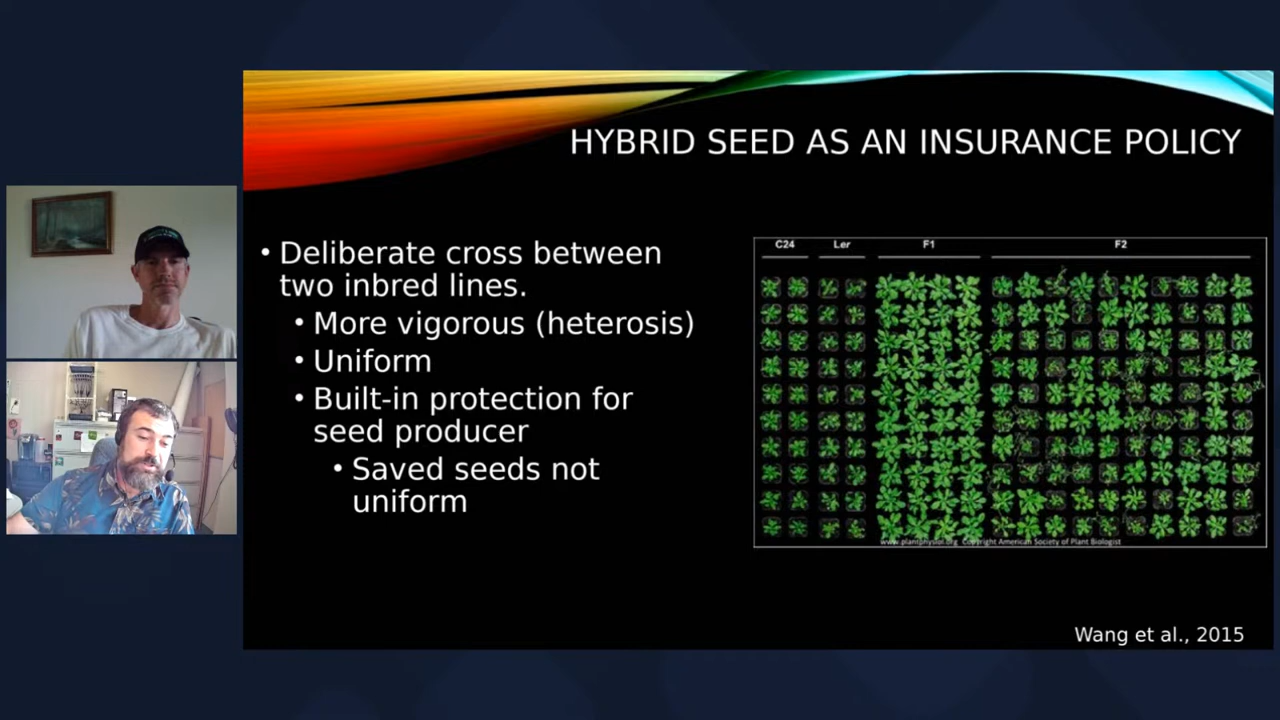 HYBRID SEED AS AN INSURANCE POLICY
• Deliberate cross between
two inbred lines.
• More vigorous (heterosis)
• Uniform
• Built-in protection for
seed producer
• Saved seeds not
uniform
C24 Ler F1 F2
www.plantphysiol.org Copyright American Society of Plant Biologist
Wang et al., 2015